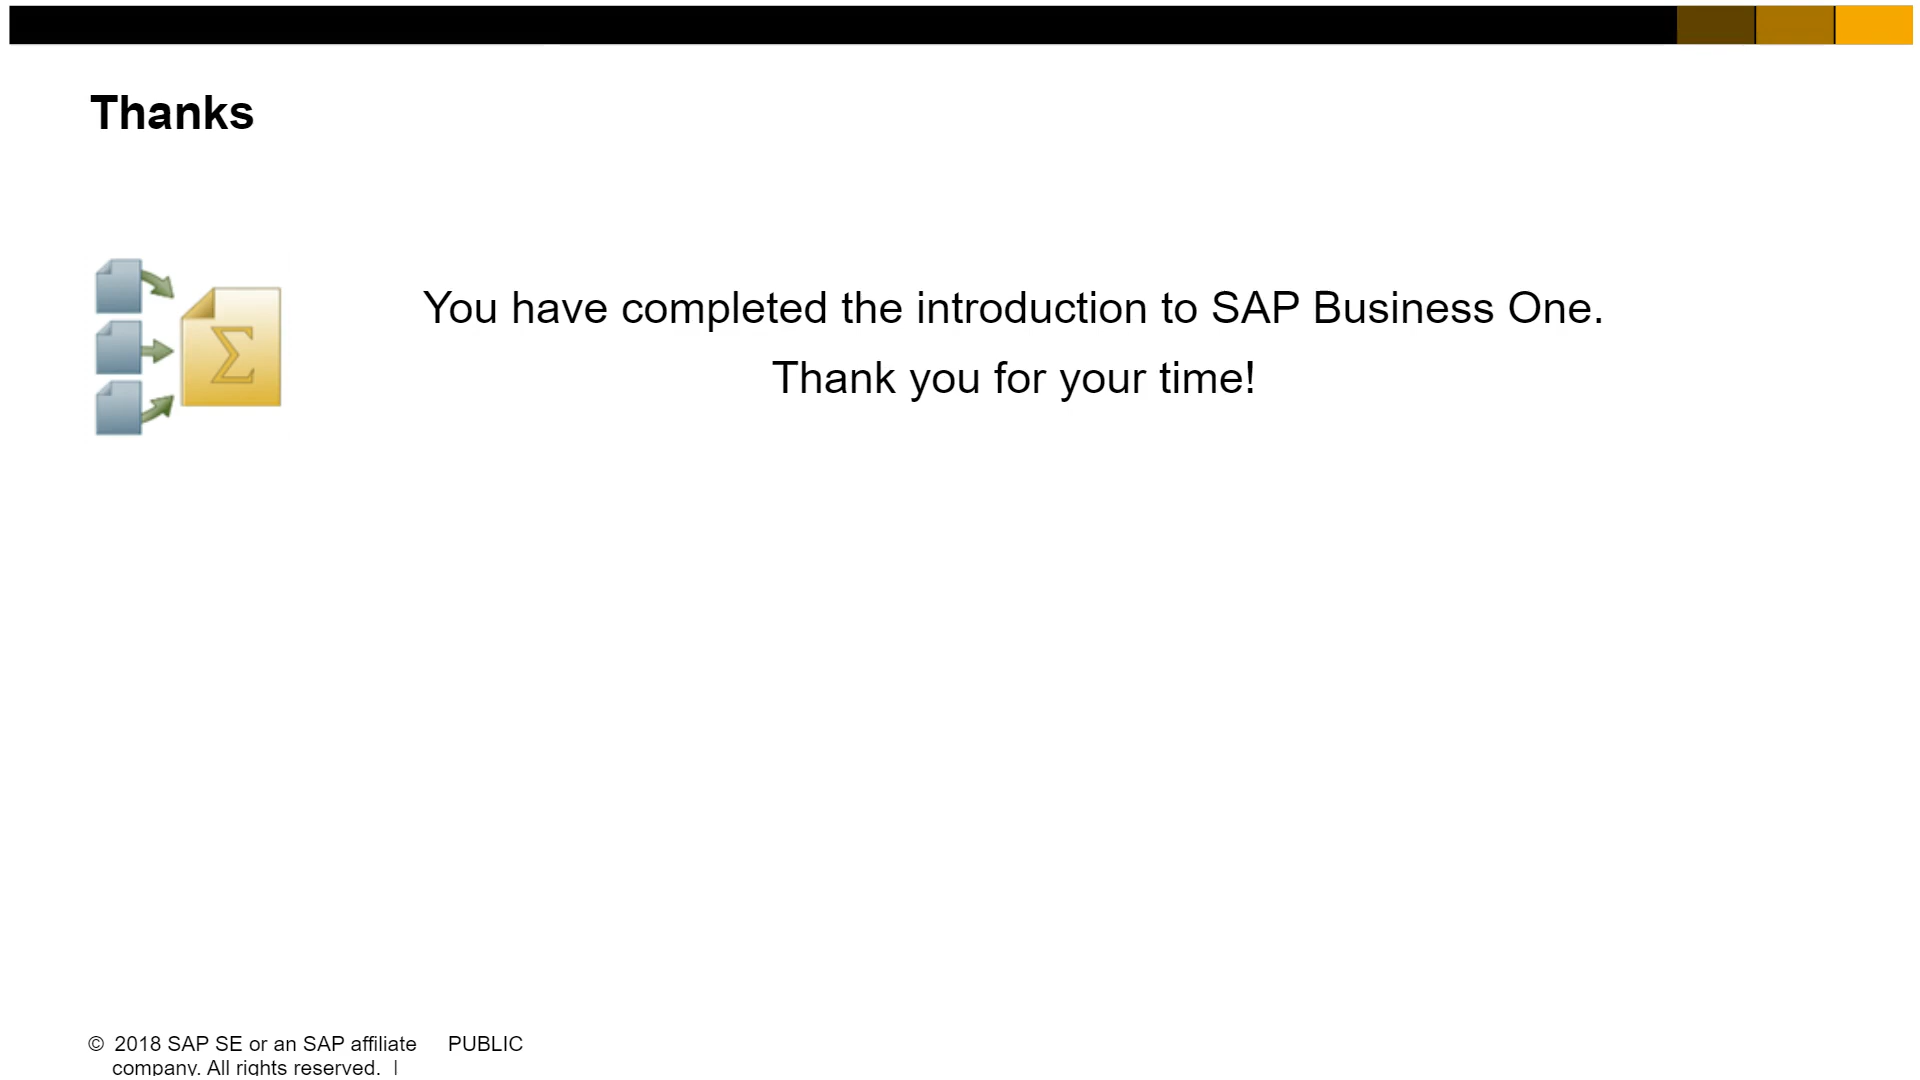 Thanks
Σ
You have completed the introduction to SAP Business One.
Thank you for your time!
© 2018 SAP SE or an SAP affiliate PUBLIC
company. All rights reserved. |